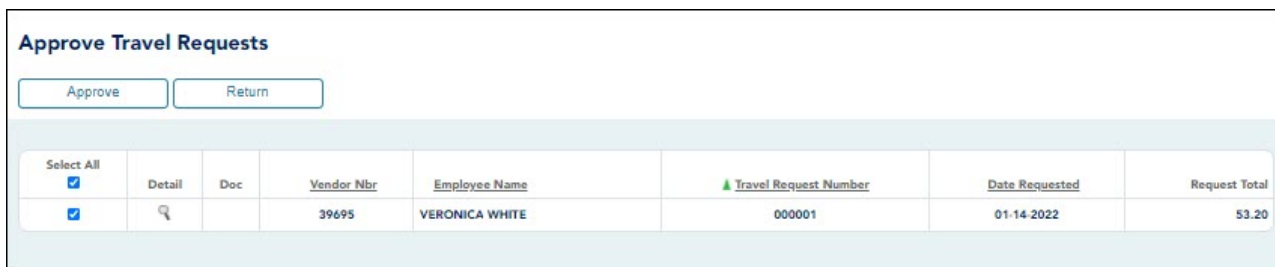 Approve Travel Requests
Approve Return
Select All
Detail Doc Vendor Nbr Employee Name Travel Request Number Date Requested Request Total
39695 VERONICA WHITE 000001 01-14-2022 53.20